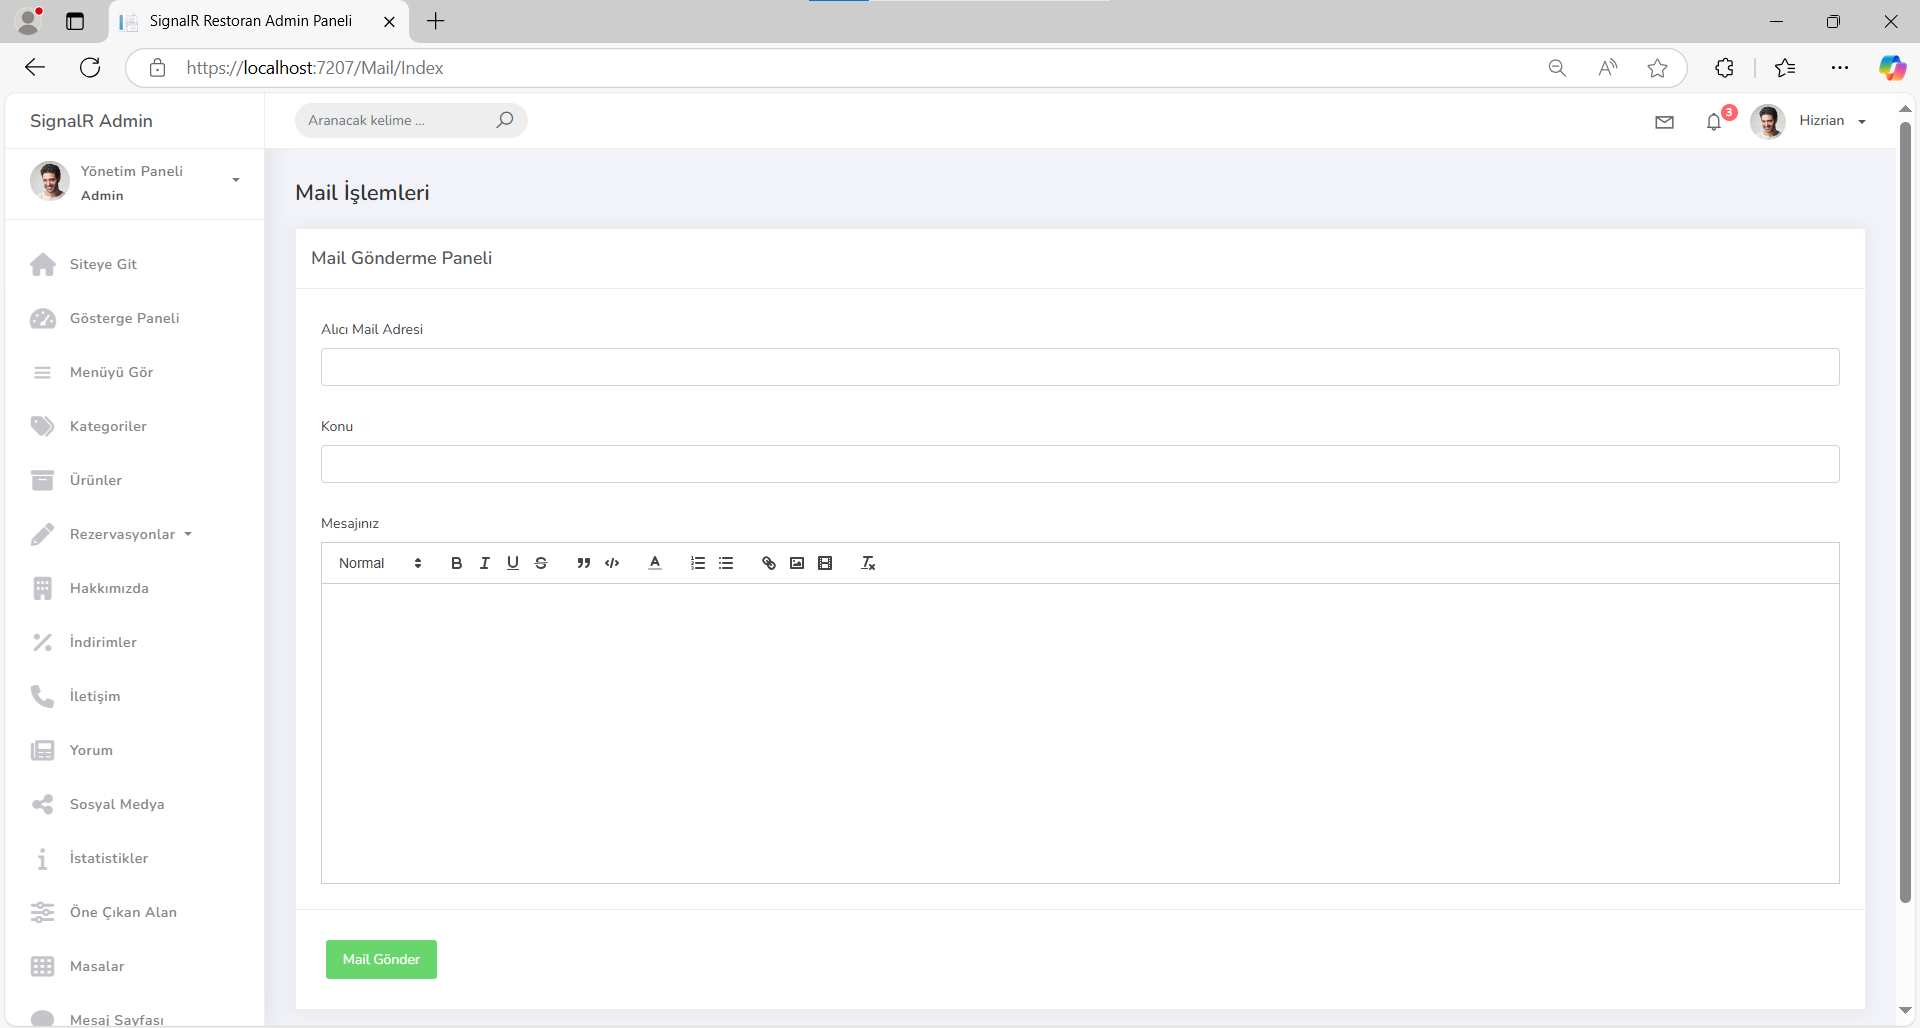 SignalR Restoran Admin Paneli
https://localhost:7207/Mail/Index
SignalR Admin
Aranacak kelime ...
3
Hizrian
Yönetim Paneli
Admin
Siteye Git
Gösterge Paneli
Menüyü Gör
Kategoriler
Ürünler
Rezervasyonlar
Hakkımızda
İndirimler
İletişim
Yorum
Sosyal Medya
İstatistikler
Öne Çıkan Alan
Masalar
Mesaj Sayfası
Mail İşlemleri
Mail Gönderme Paneli
Alıcı Mail Adresi
Konu
Mesajınız
Normal
Mail Gönder